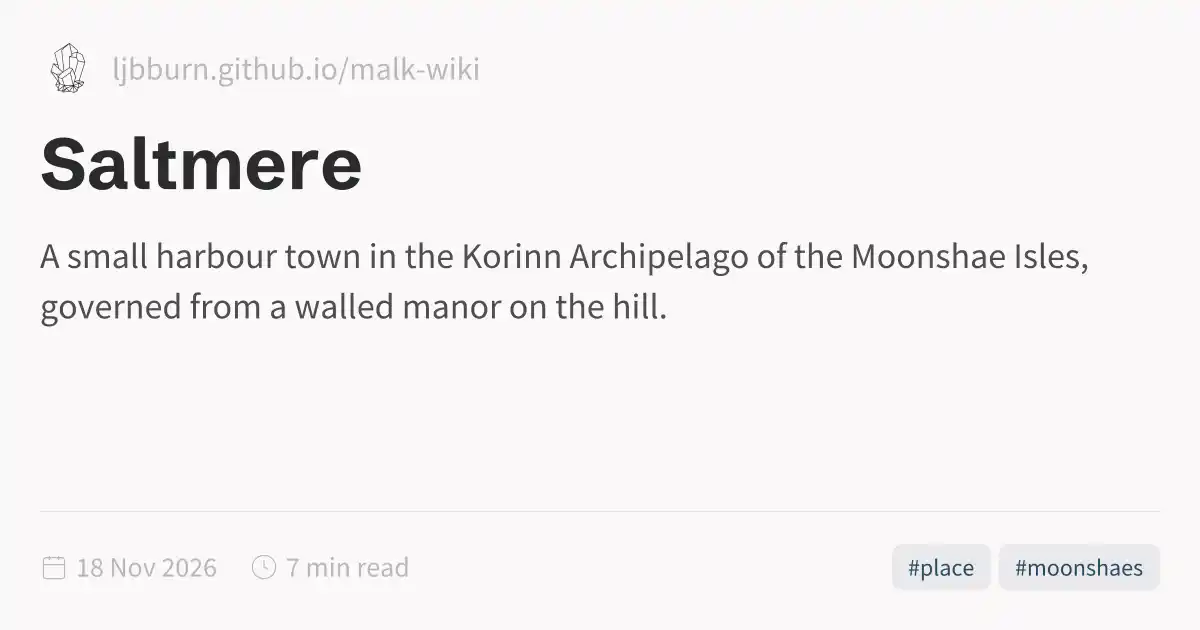 ljbburn.github.io/malk-wiki
Saltmere
A small harbour town in the Korinn Archipelago of the Moonshae Isles,
governed from a walled manor on the hill.
18 Nov 2026
7 min read
#place
#moonshaes